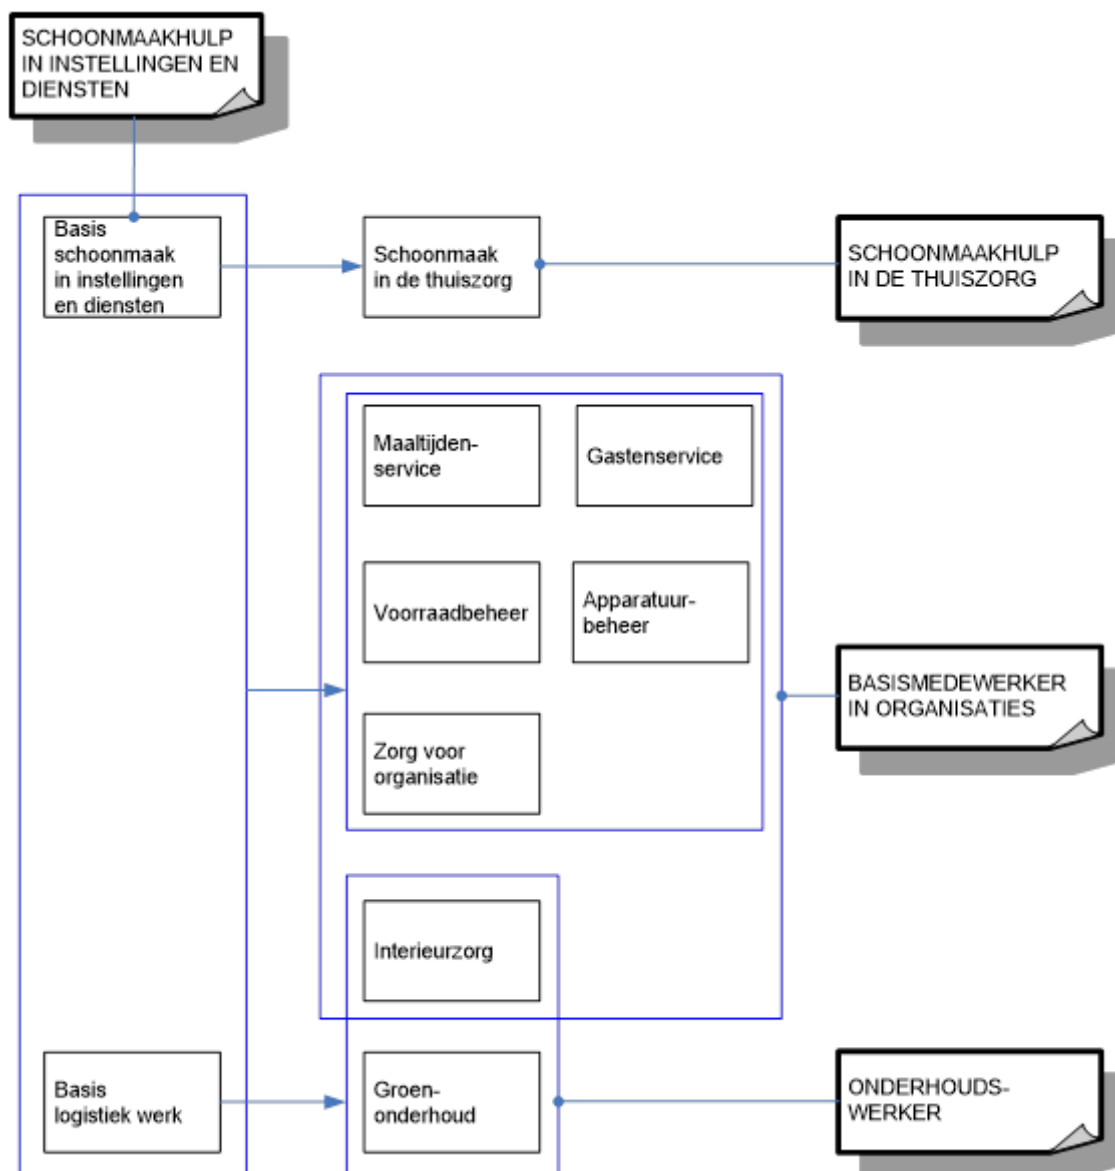 SCHOONMAAKHULP
IN INSTELLINGEN EN
DIENSTEN
Basis
schoonmaak
in instellingen
en diensten
Schoonmaak
in de thuiszorg
SCHOONMAAKHULP
IN DE THUISZORG
Maaltijden-
service
Gastenservice
Voorraadbeheer
Apparatuur-
beheer
BASISMEDEWERKER
IN ORGANISATIES
Zorg voor
organisatie
Interieurzorg
Basis
logistiek werk
Groen-
onderhoud
ONDERHOUDS-
WERKER